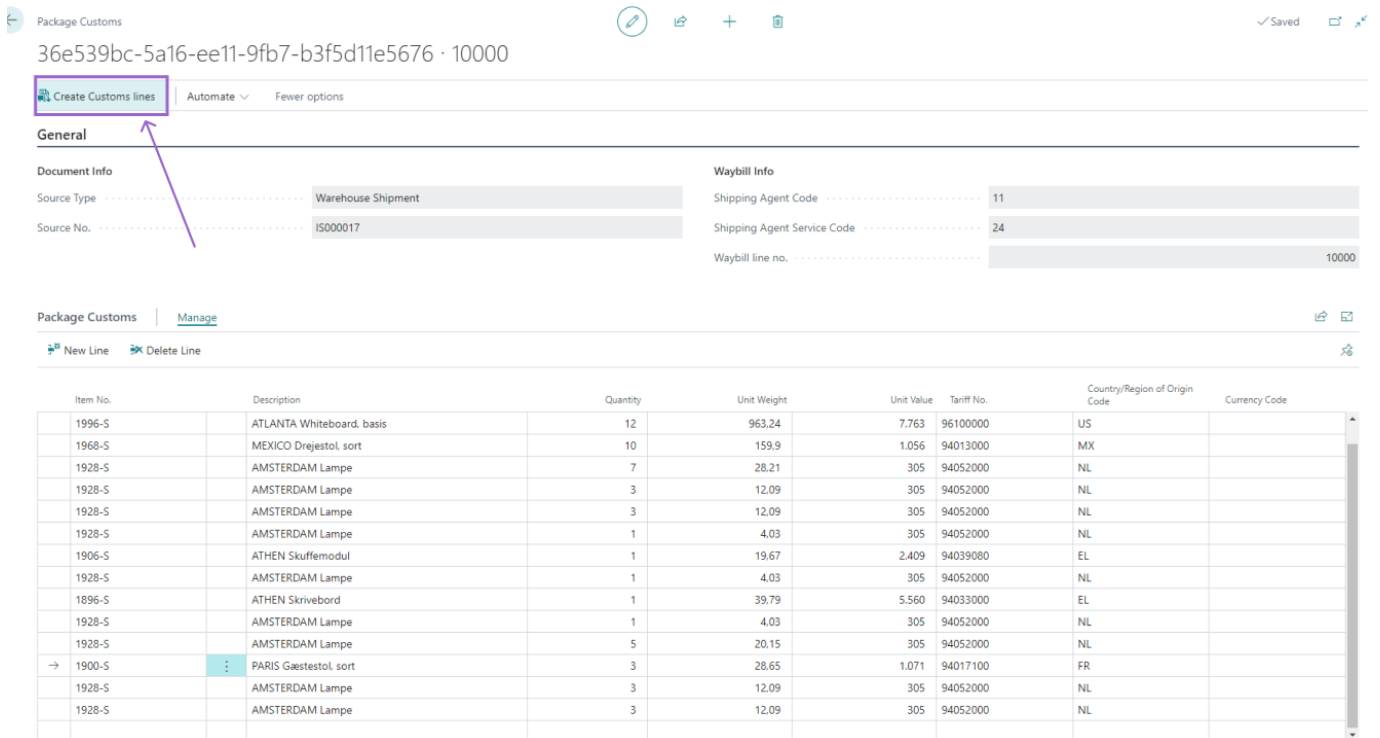 Package Customs
Saved
36e539bc-5a16-ee11-9fb7-b3f5d11e5676 · 10000
Create Customs lines Automate Fewer options
General
Document Info Waybill Info
Source Type Warehouse Shipment Shipping Agent Code 11
Source No. IS000017 Shipping Agent Service Code 24
Waybill line no. 10000
Package Customs Manage
New Line Delete Line
Item No. Description Quantity Unit Weight Unit Value Tariff No. Country/Region of Origin Code Currency Code
1996-S ATLANTA Whiteboard, basis 12 963,24 7.763 96100000 US
1968-S MEXICO Drejestol, sort 10 159,9 1.056 94013000 MX
1928-S AMSTERDAM Lampe 7 28,21 305 94052000 NL
1928-S AMSTERDAM Lampe 3 12,09 305 94052000 NL
1928-S AMSTERDAM Lampe 3 12,09 305 94052000 NL
1928-S AMSTERDAM Lampe 1 4,03 305 94052000 NL
1906-S ATHEN Skuffemodul 1 19,67 2.409 94039080 EL
1928-S AMSTERDAM Lampe 1 4,03 305 94052000 NL
1896-S ATHEN Skrivebord 1 39,79 5.560 94033000 EL
1928-S AMSTERDAM Lampe 1 4,03 305 94052000 NL
1928-S AMSTERDAM Lampe 5 20,15 305 94052000 NL
1900-S PARIS Gæstestol, sort 3 28,65 1.071 94017100 FR
1928-S AMSTERDAM Lampe 3 12,09 305 94052000 NL
1928-S AMSTERDAM Lampe 3 12,09 305 94052000 NL